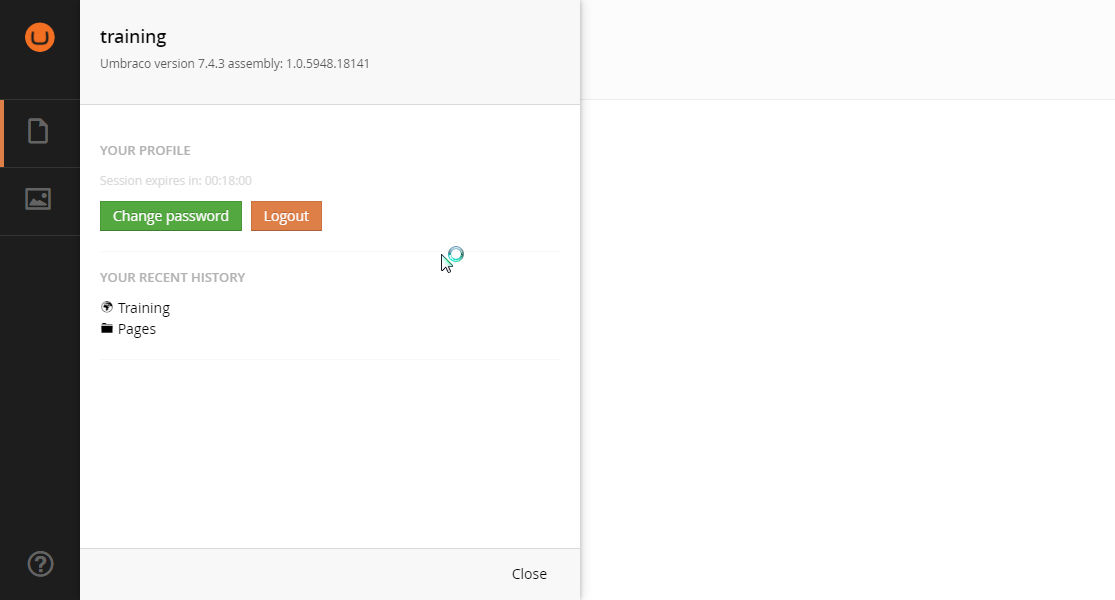 training
Umbraco version 7.4.3 assembly: 1.0.5948.18141
YOUR PROFILE
Session expires in: 00:18:00
Change password Logout
YOUR RECENT HISTORY
Training
Pages
Close